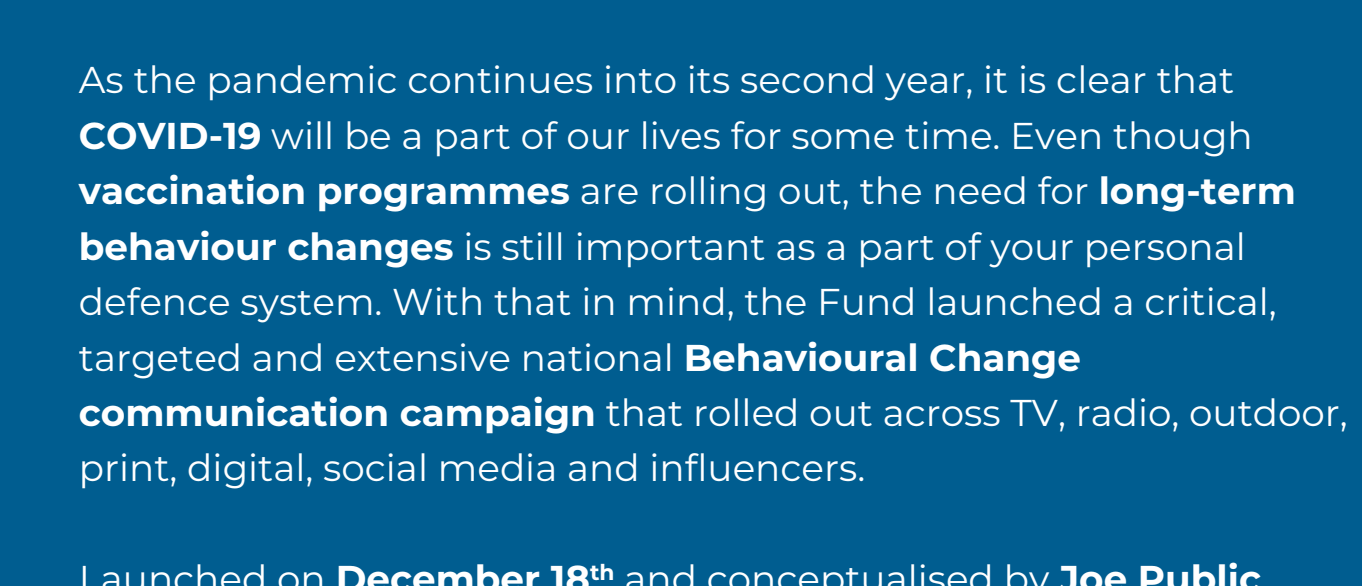 As the pandemic continues into its second year, it is clear that
COVID-19 will be a part of our lives for some time. Even though
vaccination programmes are rolling out, the need for long-term
behaviour changes is still important as a part of your personal
defence system. With that in mind, the Fund launched a critical,
targeted and extensive national Behavioural Change
communication campaign that rolled out across TV, radio, outdoor,
print, digital, social media and influencers.
Launched on December 18th and conceptualised by Joe Public